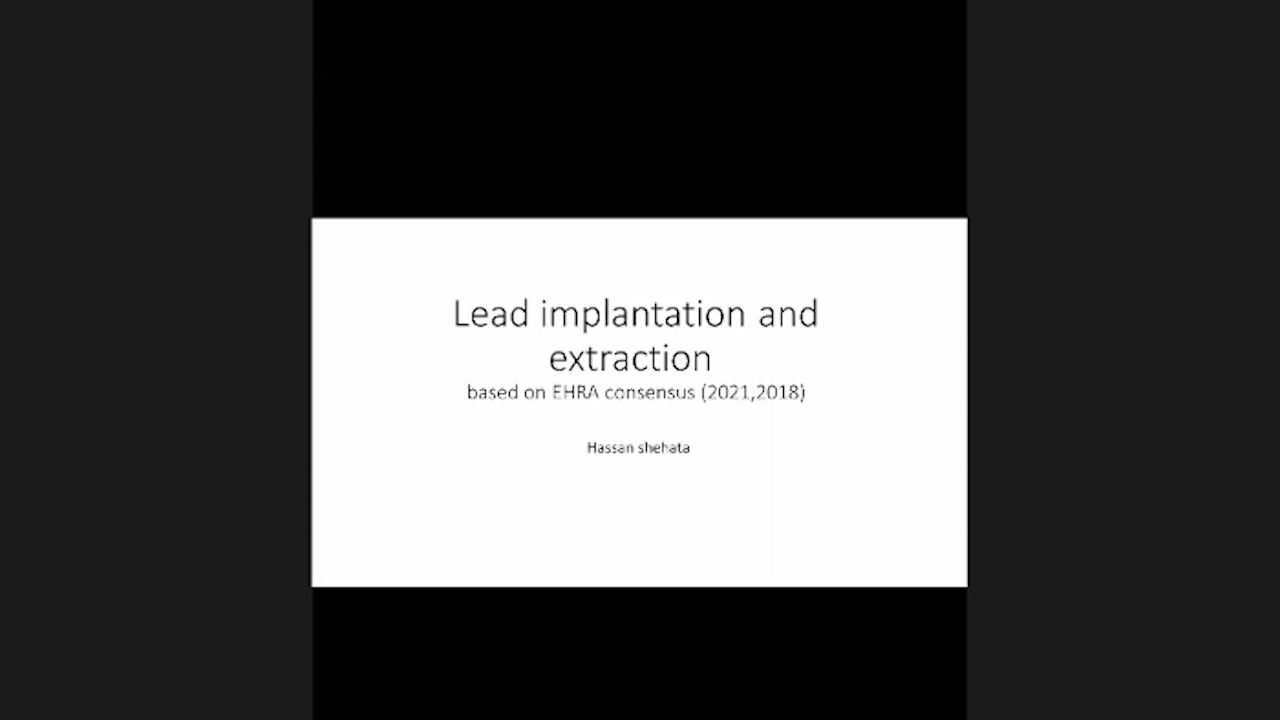 Lead implantation and
extraction
based on EHRA consensus (2021,2018)
Hassan shehata